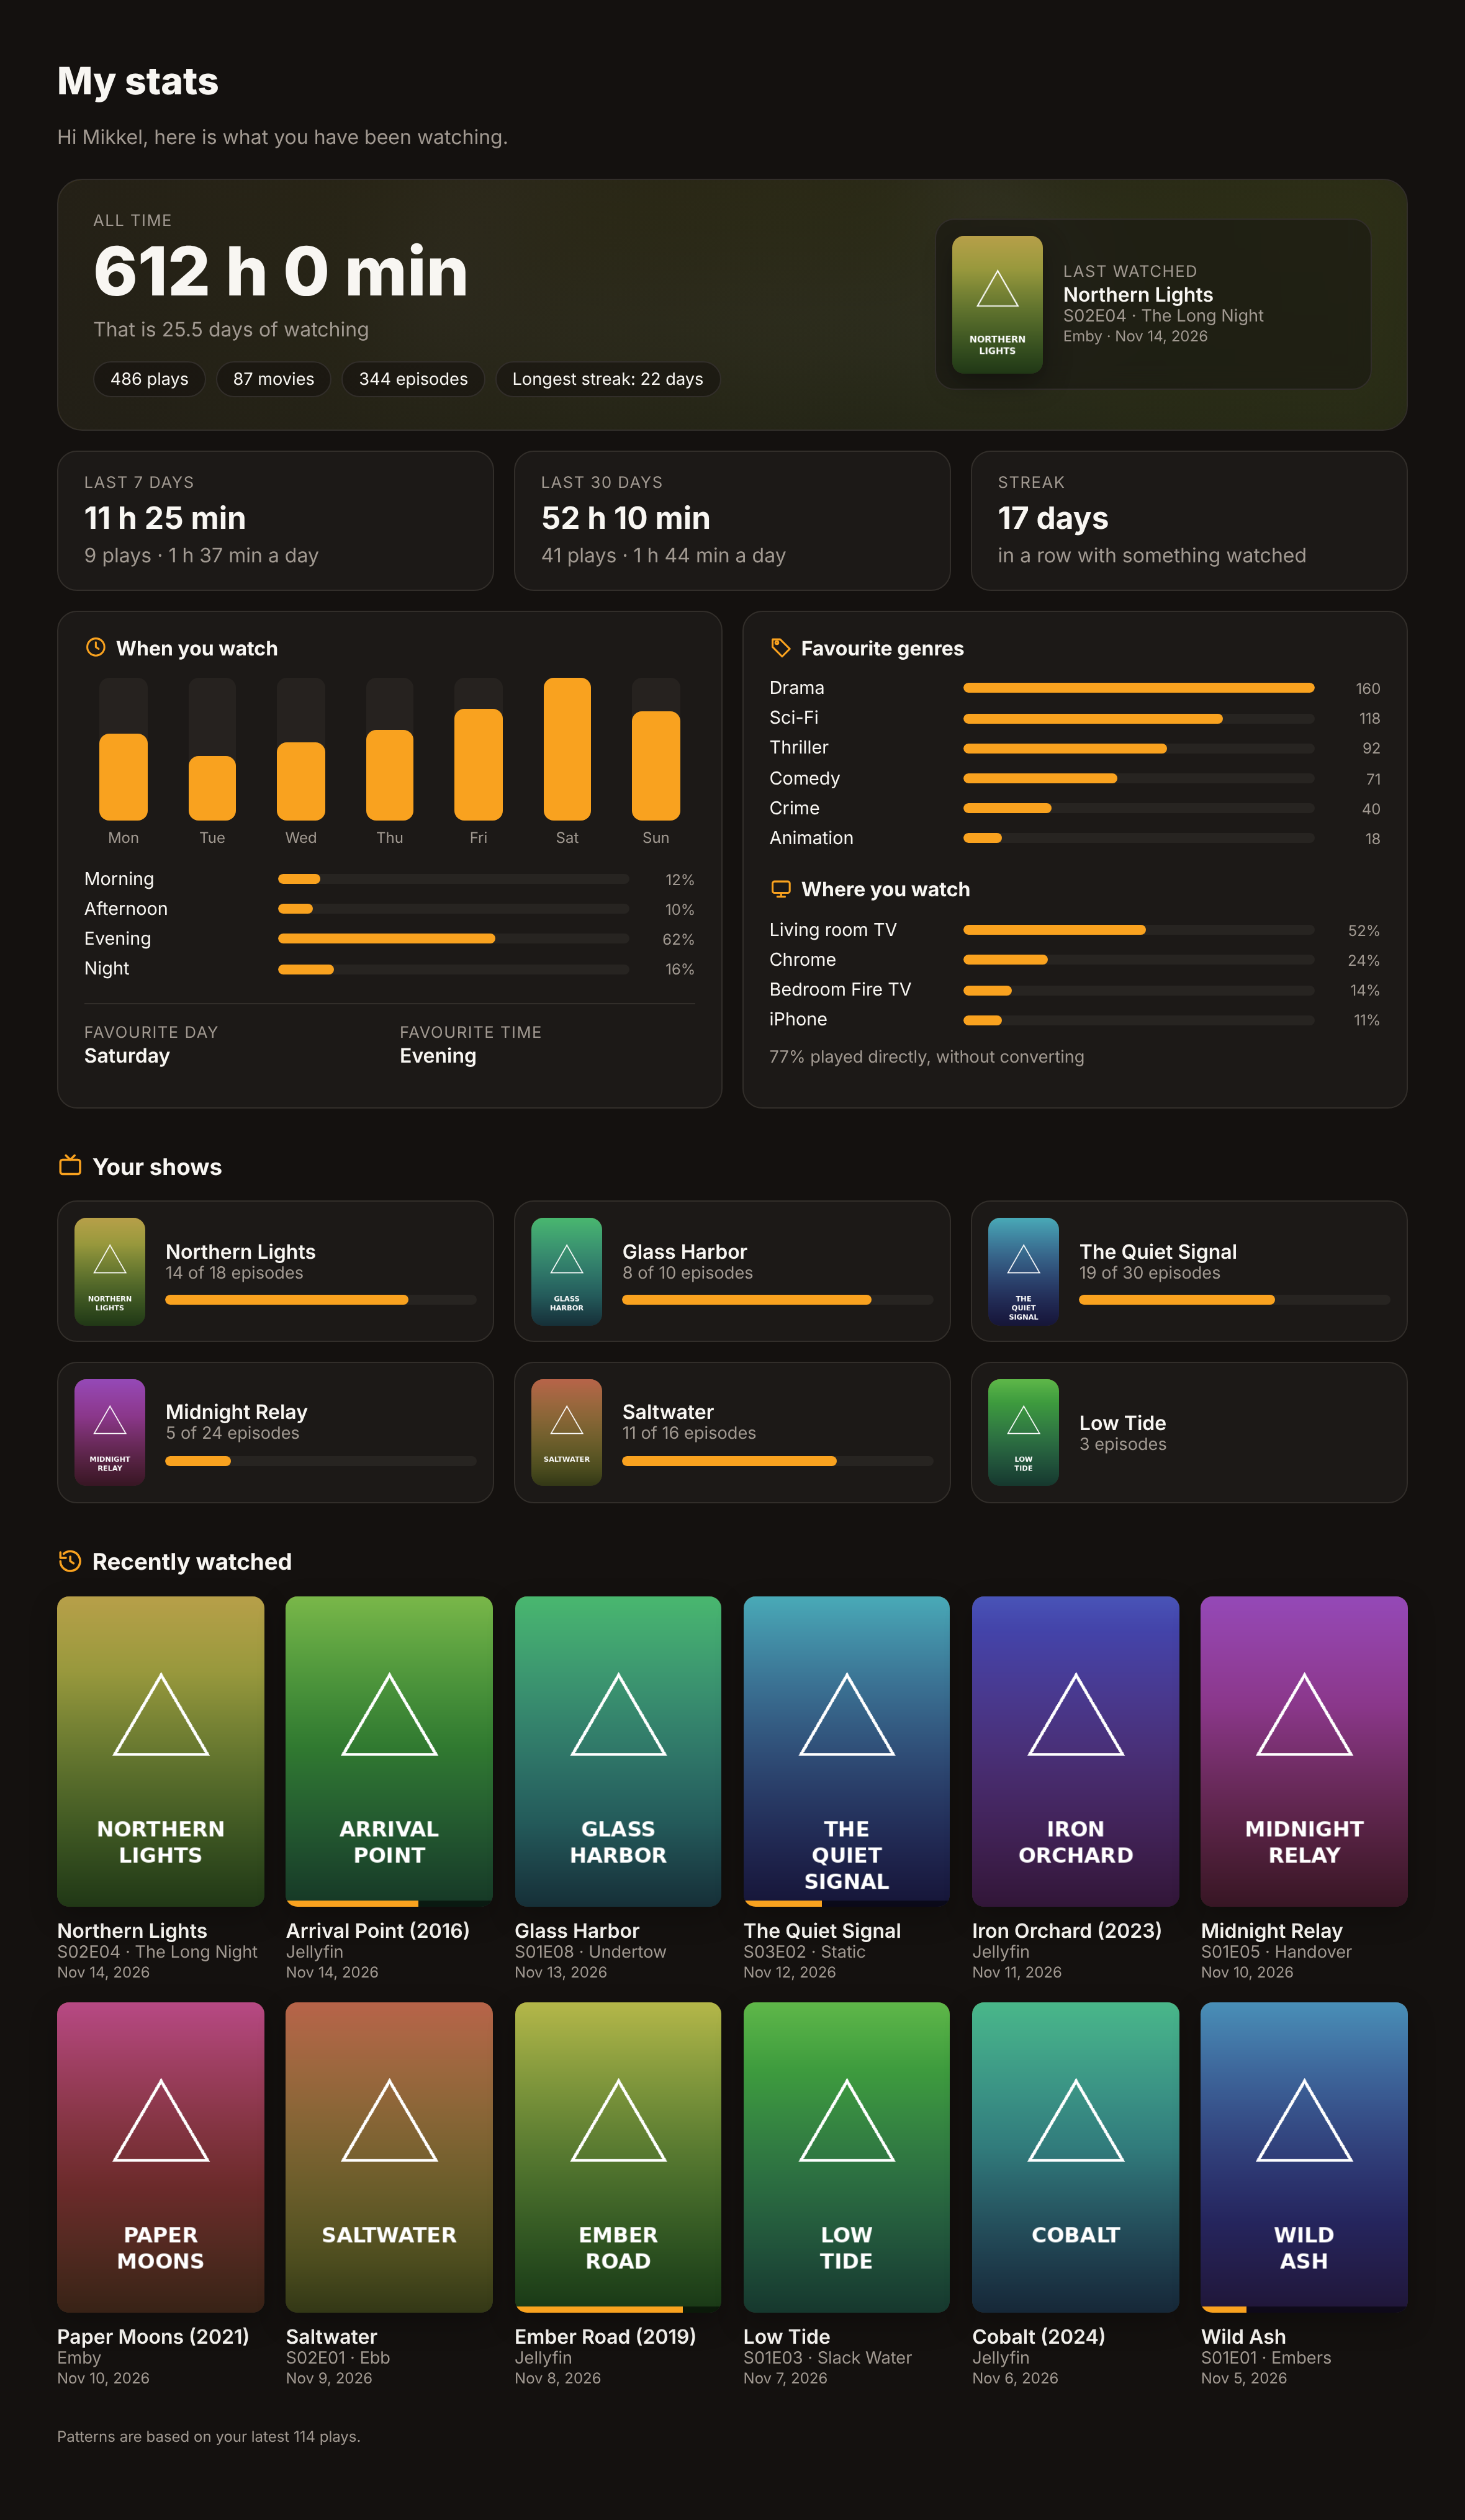 My stats
Hi Mikkel, here is what you have been watching.
ALL TIME
612 h 0 min
That is 25.5 days of watching
486 plays
87 movies
344 episodes
Longest streak: 22 days
NORTHERN
LIGHTS
LAST WATCHED
Northern Lights
S02E04 · The Long Night
Emby · Nov 14, 2026
LAST 7 DAYS
11 h 25 min
9 plays · 1 h 37 min a day
LAST 30 DAYS
52 h 10 min
41 plays · 1 h 44 min a day
STREAK
17 days
in a row with something watched
When you watch
Mon
Tue
Wed
Thu
Fri
Sat
Sun
Morning 12%
Afternoon 10%
Evening 62%
Night 16%
FAVOURITE DAY
Saturday
FAVOURITE TIME
Evening
Favourite genres
Drama 160
Sci-Fi 118
Thriller 92
Comedy 71
Crime 40
Animation 18
Where you watch
Living room TV 52%
Chrome 24%
Bedroom Fire TV 14%
iPhone 11%
77% played directly, without converting
Your shows
NORTHERN
LIGHTS
Northern Lights
14 of 18 episodes
GLASS
HARBOR
Glass Harbor
8 of 10 episodes
THE
QUIET
SIGNAL
The Quiet Signal
19 of 30 episodes
MIDNIGHT
RELAY
Midnight Relay
5 of 24 episodes
SALTWATER
Saltwater
11 of 16 episodes
LOW
TIDE
Low Tide
3 episodes
Recently watched
NORTHERN
LIGHTS
Northern Lights
S02E04 · The Long Night
Nov 14, 2026
ARRIVAL
POINT
Arrival Point (2016)
Jellyfin
Nov 14, 2026
GLASS
HARBOR
Glass Harbor
S01E08 · Undertow
Nov 13, 2026
THE
QUIET
SIGNAL
The Quiet Signal
S03E02 · Static
Nov 12, 2026
IRON
ORCHARD
Iron Orchard (2023)
Jellyfin
Nov 11, 2026
MIDNIGHT
RELAY
Midnight Relay
S01E05 · Handover
Nov 10, 2026
PAPER
MOONS
Paper Moons (2021)
Emby
Nov 10, 2026
SALTWATER
Saltwater
S02E01 · Ebb
Nov 9, 2026
EMBER
ROAD
Ember Road (2019)
Jellyfin
Nov 8, 2026
LOW
TIDE
Low Tide
S01E03 · Slack Water
Nov 7, 2026
COBALT
Cobalt (2024)
Jellyfin
Nov 6, 2026
WILD
ASH
Wild Ash
S01E01 · Embers
Nov 5, 2026
Patterns are based on your latest 114 plays.